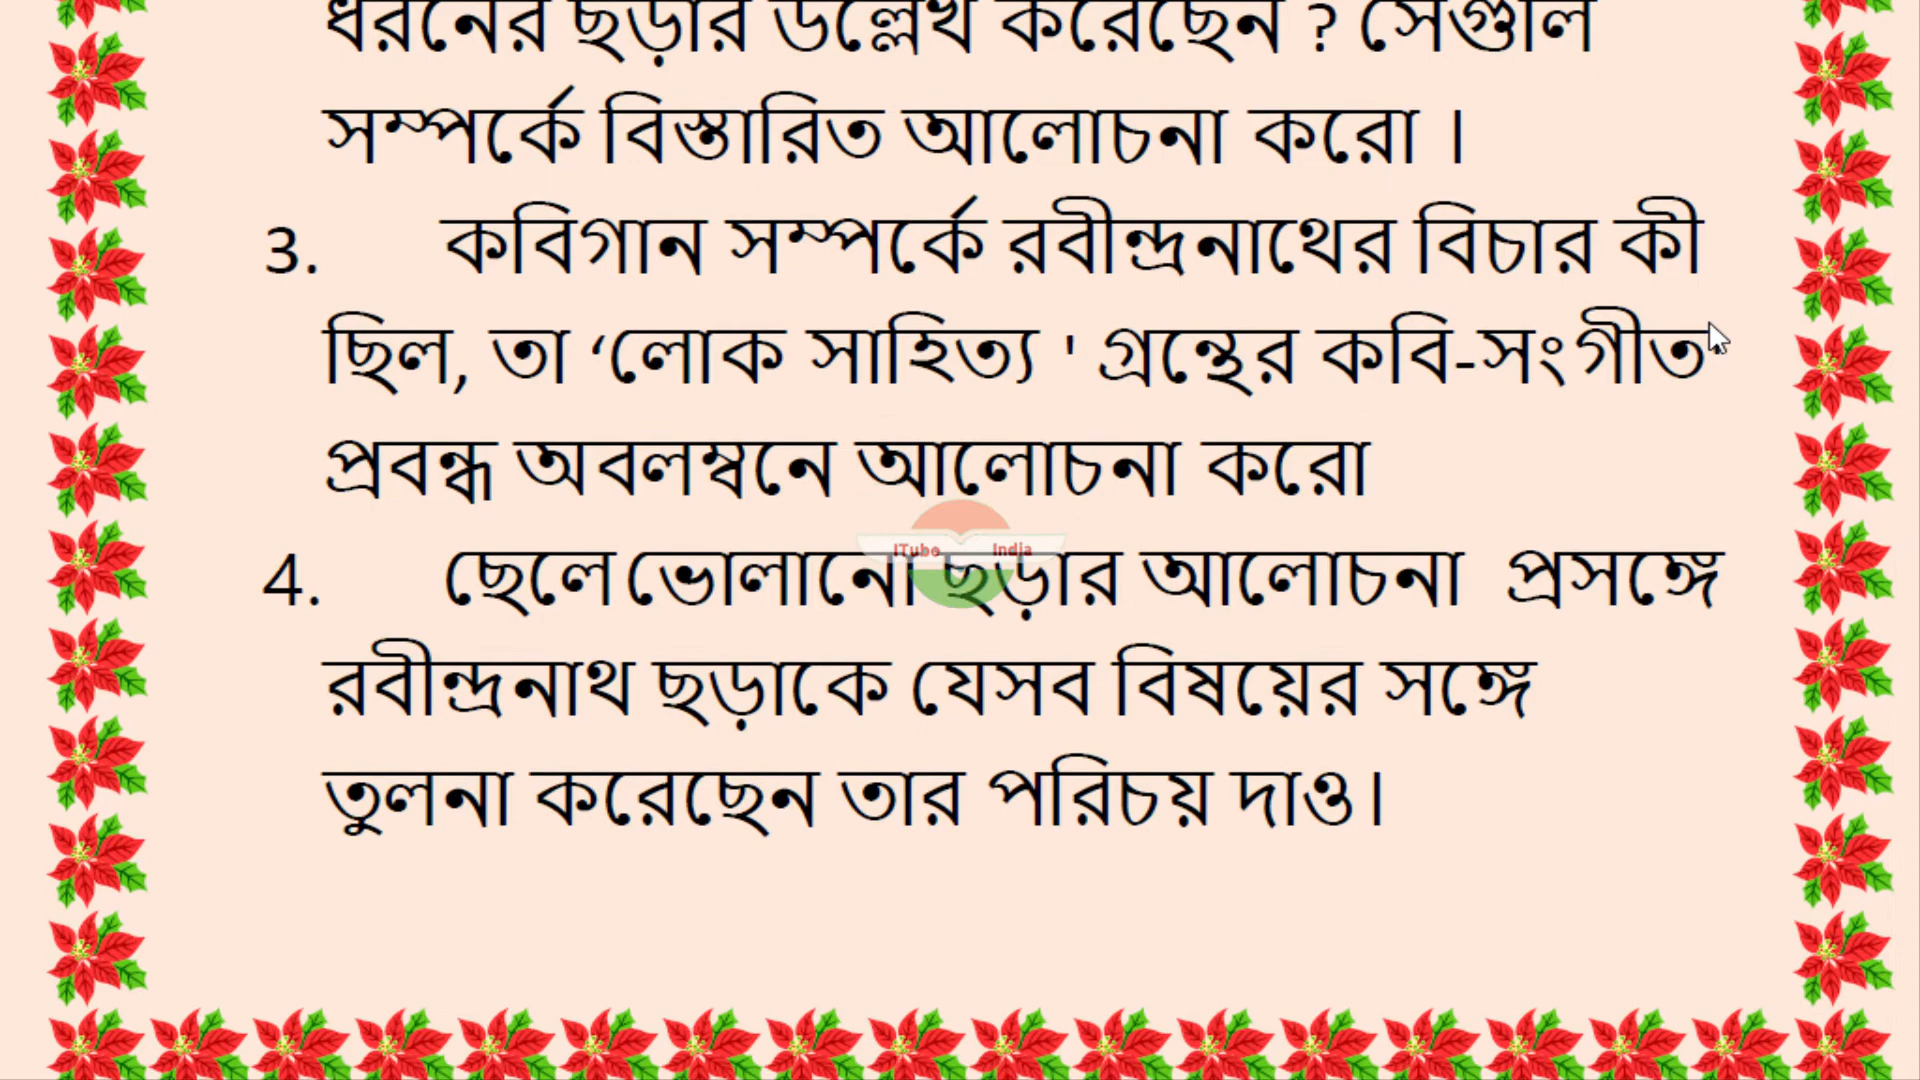 ধরনের ছড়ার উল্লেখ করেছেন ? সেগুলি
সম্পর্কে বিস্তারিত আলোচনা করো ।
3. কবিগান সম্পর্কে রবীন্দ্রনাথের বিচার কী
ছিল, তা ‘লোক সাহিত্য ' গ্রন্থের কবি-সংগীত'
প্রবন্ধ অবলম্বনে আলোচনা করো
ITube India
4. ছেলে ভোলানো ছড়ার আলোচনা প্রসঙ্গে
রবীন্দ্রনাথ ছড়াকে যেসব বিষয়ের সঙ্গে
তুলনা করেছেন তার পরিচয় দাও।